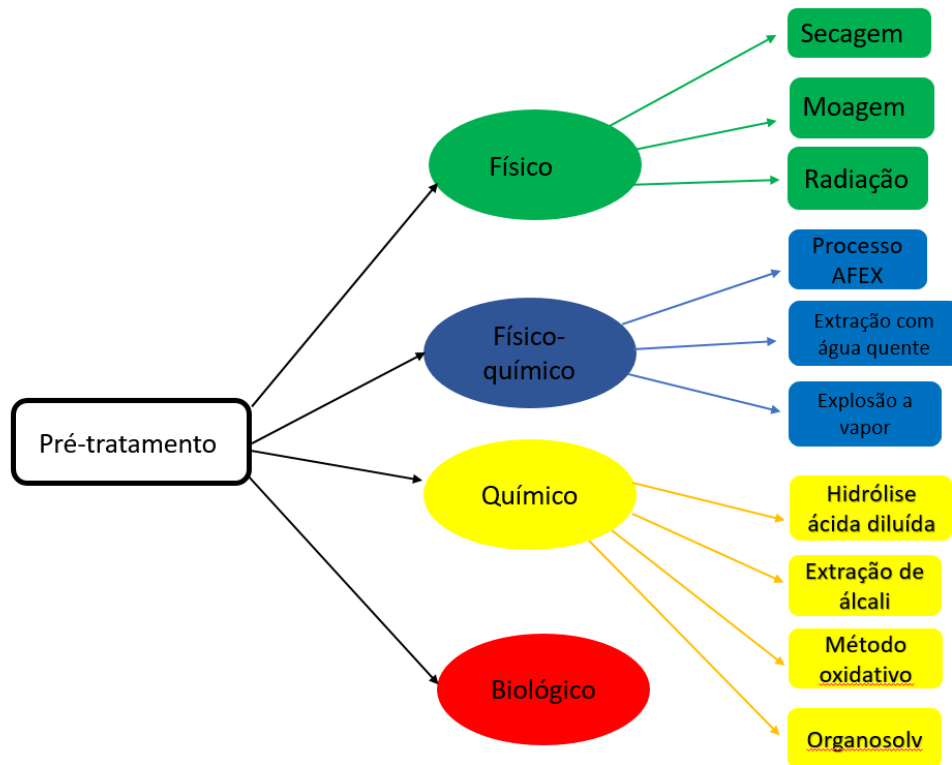 Secagem
Moagem
Físico
Radiação
Processo
AFEX
Físico-
químico
Extração com
água quente
Explosão a
vapor
Pré-tratamento
Químico
Hidrólise
ácida diluída
Extração de
álcali
Método
oxidativo
Biológico
Organosolv